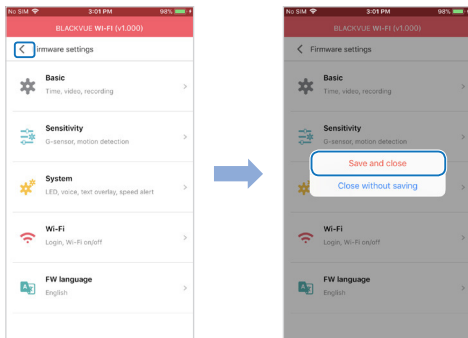 No SIM 3:01 PM 98%
BLACKVUE WI-FI (v1.000)
irmware settings
Basic
Time, video, recording
Sensitivity
G-sensor, motion detection
System
LED, voice, text overlay, speed alert
Wi-Fi
Login, Wi-Fi on/off
FW language
English
No SIM 3:01 PM 98%
BLACKVUE WI-FI (v1.000)
Firmware settings
Basic
Time, video, recording
Sensitivity
G-sensor, motion detection
Save and close
Close without saving
Wi-Fi
Login, Wi-Fi on/off
FW language
English